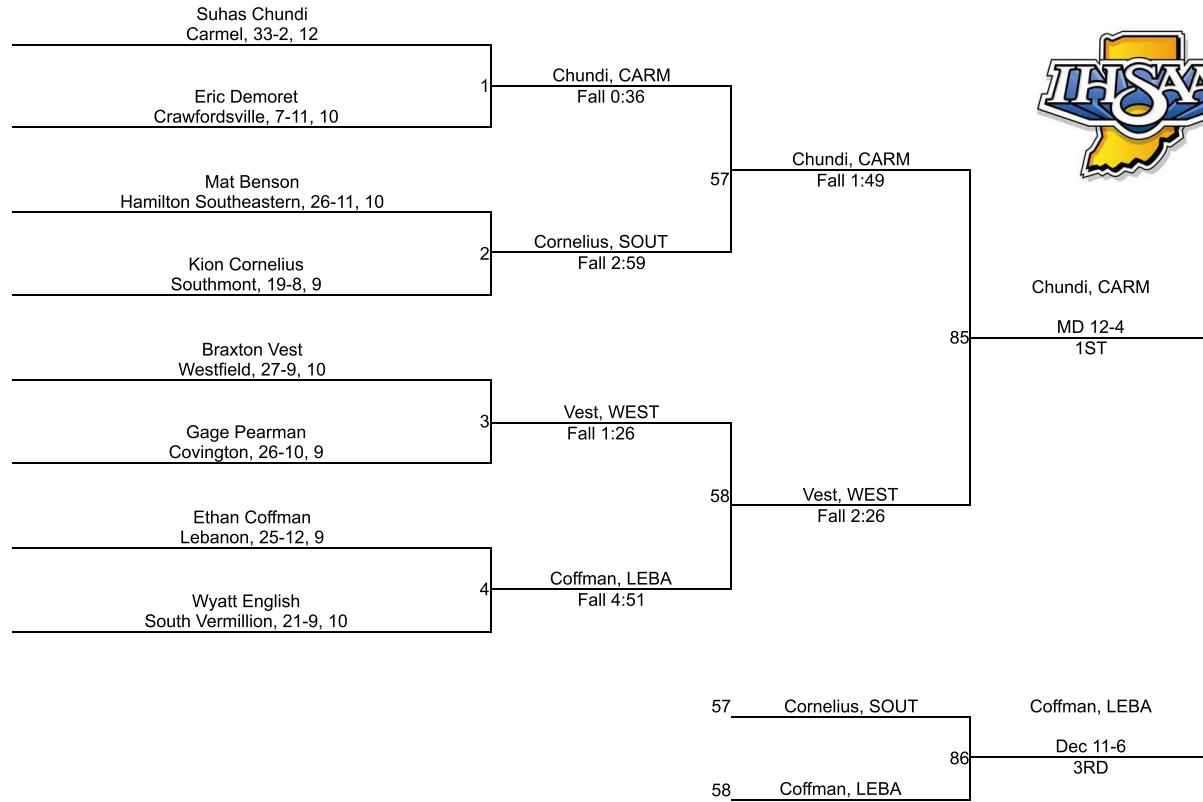 Suhas Chundi
Carmel, 33-2, 12
1
Chundi, CARM
Fall 0:36
Eric Demoret
Crawfordsville, 7-11, 10
57
Chundi, CARM
Fall 1:49
Mat Benson
Hamilton Southeastern, 26-11, 10
2
Cornelius, SOUT
Fall 2:59
Kion Cornelius
Southmont, 19-8, 9
IHSAA
85
Chundi, CARM
MD 12-4
1ST
Braxton Vest
Westfield, 27-9, 10
3
Vest, WEST
Fall 1:26
Gage Pearman
Covington, 26-10, 9
58
Vest, WEST
Fall 2:26
Ethan Coffman
Lebanon, 25-12, 9
4
Coffman, LEBA
Fall 4:51
Wyatt English
South Vermillion, 21-9, 10
57
Cornelius, SOUT
86
Coffman, LEBA
Dec 11-6
3RD
58
Coffman, LEBA